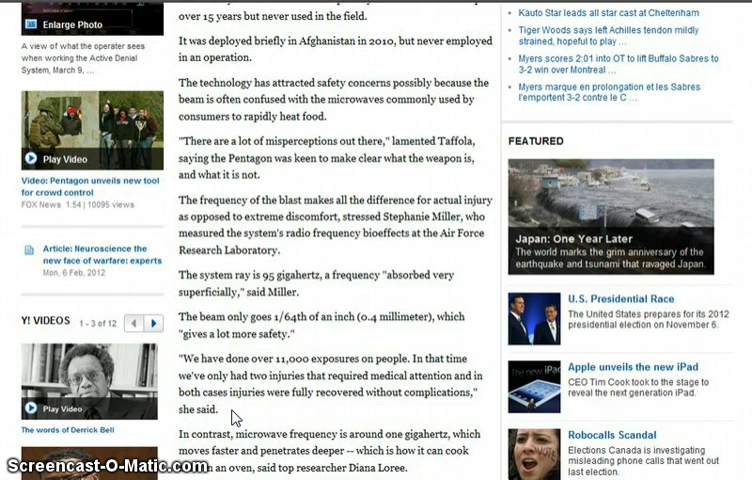 Enlarge Photo
A view of what the operator sees
when working the Active Denial
System, March 9, ...
Play Video
Video: Pentagon unveils new tool
for crowd control
FOX News 1:54 | 10095 views
Article: Neuroscience the
new face of warfare: experts
Mon, 6 Feb, 2012
Y! VIDEOS 1 - 3 of 12
Play Video
The words of Derrick Bell
over 15 years but never used in the field.
It was deployed briefly in Afghanistan in 2010, but never employed
in an operation.
The technology has attracted safety concerns possibly because the
beam is often confused with the microwaves commonly used by
consumers to rapidly heat food.
"There are a lot of misperceptions out there," lamented Taffola,
saying the Pentagon was keen to make clear what the weapon is,
and what it is not.
The frequency of the blast makes all the difference for actual injury
as opposed to extreme discomfort, stressed Stephanie Miller, who
measured the system's radio frequency bioeffects at the Air Force
Research Laboratory.
The system ray is 95 gigahertz, a frequency "absorbed very
superficially," said Miller.
The beam only goes 1/64th of an inch (0.4 millimeter), which
"gives a lot more safety."
"We have done over 11,000 exposures on people. In that time
we've only had two injuries that required medical attention and in
both cases injuries were fully recovered without complications,"
she said.
In contrast, microwave frequency is around one gigahertz, which
moves faster and penetrates deeper -- which is how it can cook
in an oven, said top researcher Diana Loree.
Kauto Star leads all star cast at Cheltenham
Tiger Woods says left Achilles tendon mildly
strained, hopeful to play ...
Myers scores 2:01 into OT to lift Buffalo Sabres to
3-2 win over Montreal ...
Myers marque en prolongation et les Sabres
l'emportent 3-2 contre le C ...
FEATURED
Japan: One Year Later
The world marks the grim anniversary of the
earthquake and tsunami that ravaged Japan.
U.S. Presidential Race
The United States prepares for its 2012
presidential election on November 6.
Apple unveils the new iPad
CEO Tim Cook took to the stage to
reveal the next generation iPad.
Robocalls Scandal
Elections Canada is investigating
misleading phone calls that went out
last election.
Screencast-O-Matic.com